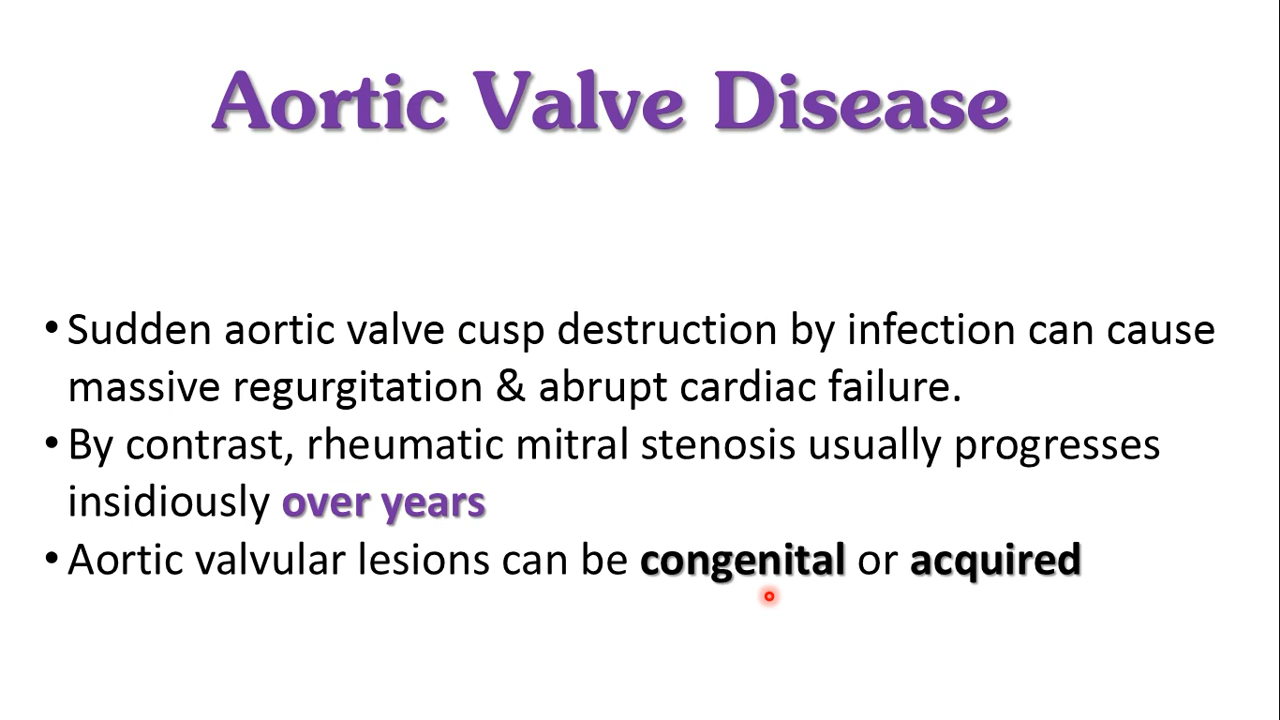 Aortic Valve Disease
• Sudden aortic valve cusp destruction by infection can cause
massive regurgitation & abrupt cardiac failure.
• By contrast, rheumatic mitral stenosis usually progresses
insidiously over years
• Aortic valvular lesions can be congenital or acquired